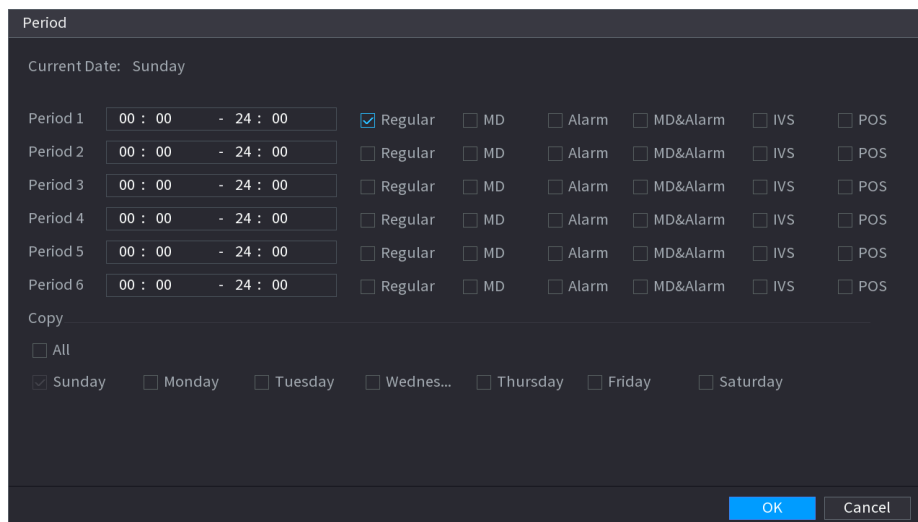 Period
Current Date: Sunday
Period 1 00 : 00 - 24 : 00 Regular MD Alarm MD&Alarm IVS POS
Period 2 00 : 00 - 24 : 00 Regular MD Alarm MD&Alarm IVS POS
Period 3 00 : 00 - 24 : 00 Regular MD Alarm MD&Alarm IVS POS
Period 4 00 : 00 - 24 : 00 Regular MD Alarm MD&Alarm IVS POS
Period 5 00 : 00 - 24 : 00 Regular MD Alarm MD&Alarm IVS POS
Period 6 00 : 00 - 24 : 00 Regular MD Alarm MD&Alarm IVS POS
Copy
All
Sunday Monday Tuesday Wednes... Thursday Friday Saturday
OK Cancel